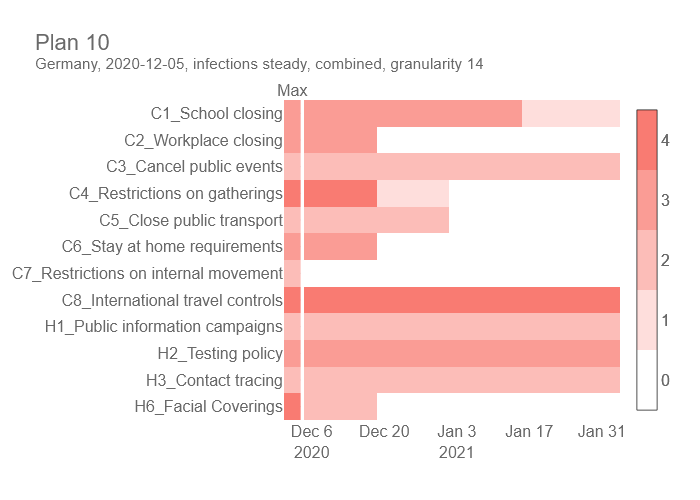 Plan 10
Germany, 2020-12-05, infections steady, combined, granularity 14
Max
C1_School closing
C2_Workplace closing
C3_Cancel public events
C4_Restrictions on gatherings
C5_Close public transport
C6_Stay at home requirements
C7_Restrictions on internal movement
C8_International travel controls
H1_Public information campaigns
H2_Testing policy
H3_Contact tracing
H6_Facial Coverings
4
3
2
1
0
Dec 6 Dec 20 Jan 3 Jan 17 Jan 31
2020 2021